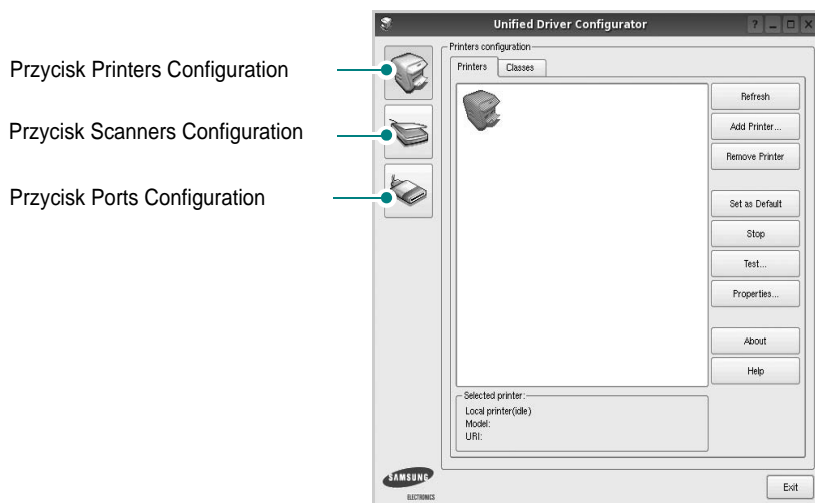 Unified Driver Configurator
Przycisk Printers Configuration
Przycisk Scanners Configuration
Przycisk Ports Configuration
Printers configuration
Printers
Classes
Refresh
Add Printer...
Remove Printer
Set as Default
Stop
Test...
Properties...
About
Help
Selected printer:
Local printer(idle)
Model:
URI:
SAMSUNG
ELECTRONICS
Exit